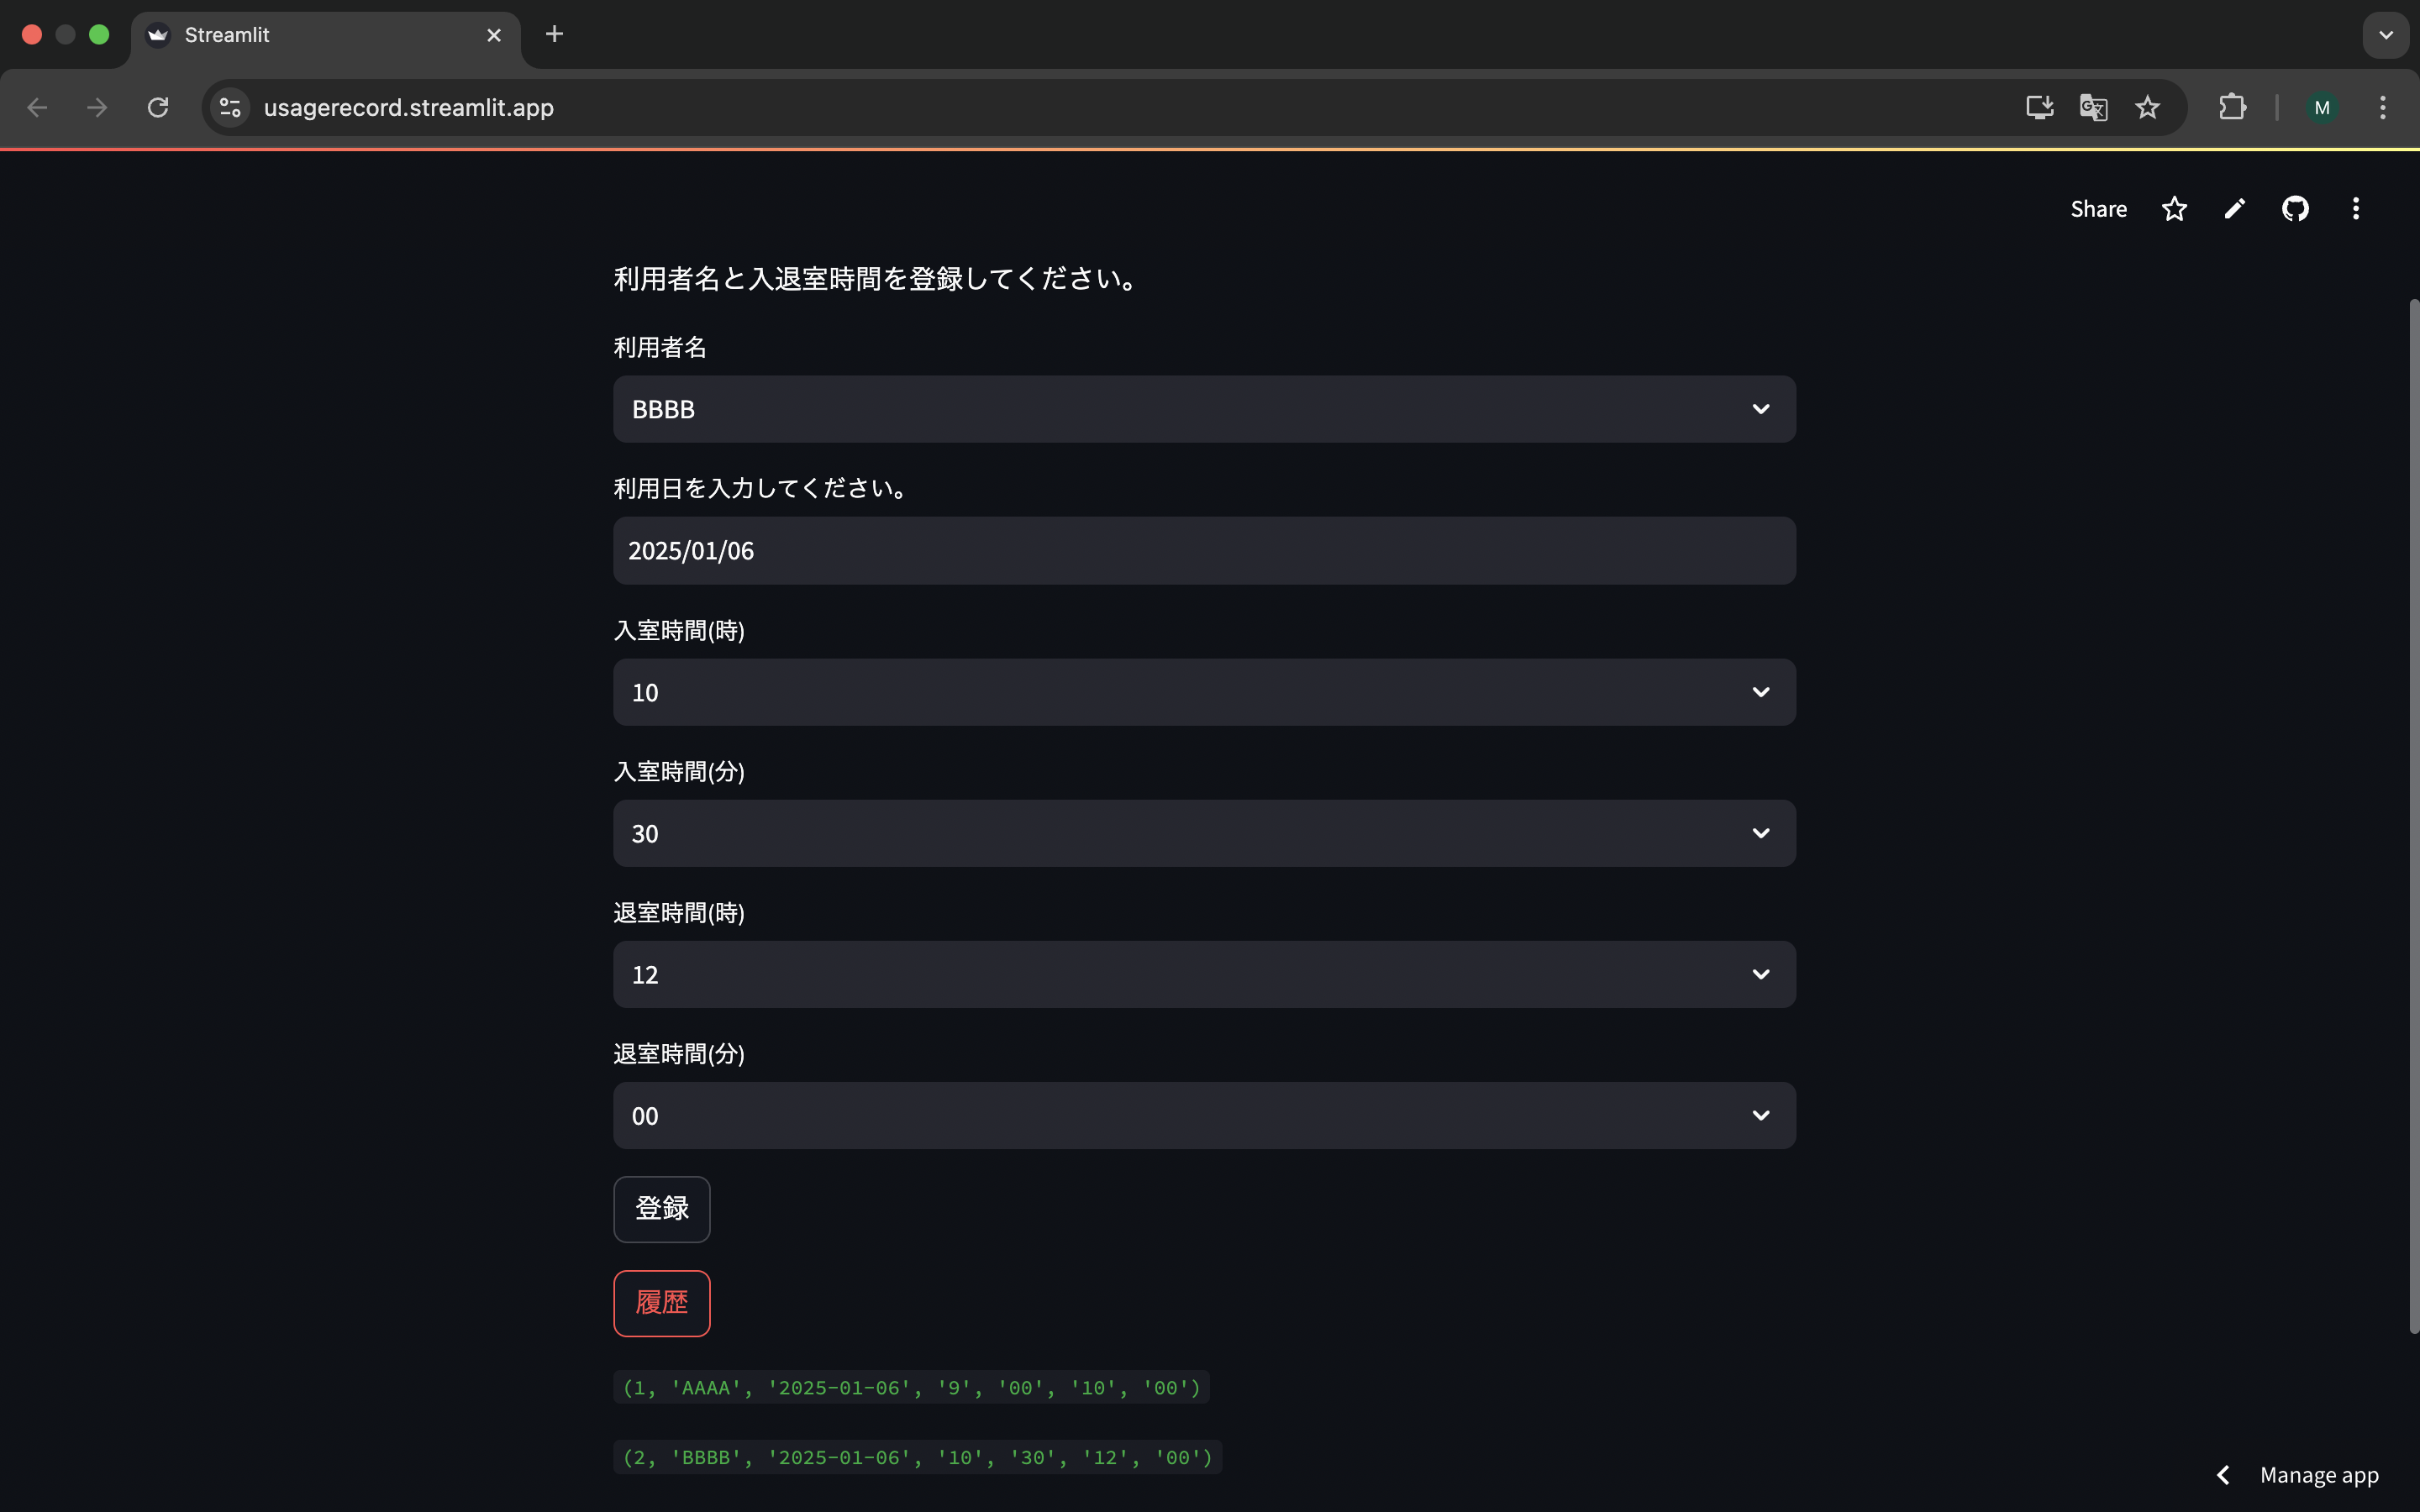 Streamlit
usagerecord.streamlit.app
M
Share
利用者名と入退室時間を登録してください。
利用者名
BBBB
利用日を入力してください。
2025/01/06
入室時間(時)
10
入室時間(分)
30
退室時間(時)
12
退室時間(分)
00
登録
履歴
(1, 'AAAA', '2025-01-06', '9', '00', '10', '00')
(2, 'BBBB', '2025-01-06', '10', '30', '12', '00')
Manage app